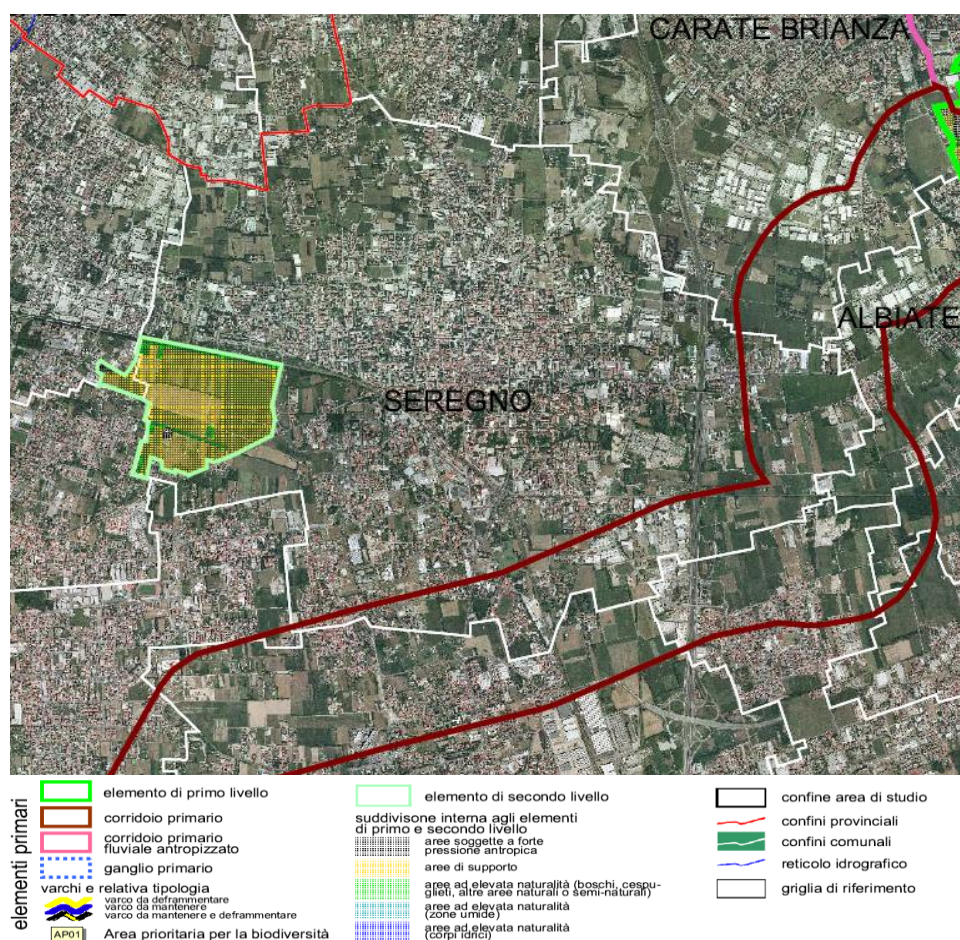 CARATE BRIANZA
ALBIATE
SEREGNO
elementi primari
elemento di primo livello
corridoio primario
corridoio primario
fluviale antropizzato
ganglio primario
varchi e relativa tipologia
varco da deframmentare
varco da mantenere
varco da mantenere e deframmentare
AP01 Area prioritaria per la biodiversità
elemento di secondo livello
suddivisone interna agli elementi
di primo e secondo livello
aree soggette a forte
pressione antropica
aree di supporto
aree ad elevata naturalità (boschi, cespu-
glieti, altre aree naturali o semi-naturali)
aree ad elevata naturalità
(zone umide)
aree ad elevata naturalità
(corpi idrici)
confine area di studio
confini provinciali
confini comunali
reticolo idrografico
griglia di riferimento